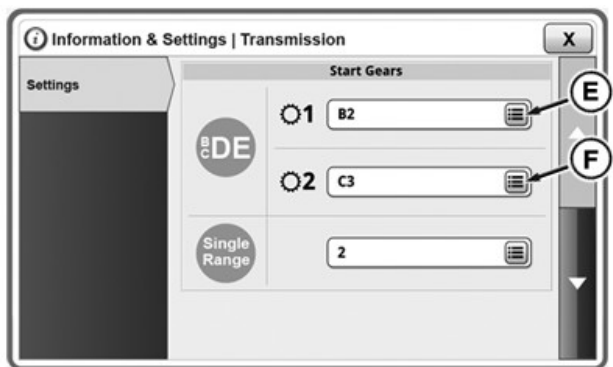 Information & Settings | Transmission X
Settings
Start Gears
E
1 B2
BCDE
F
2 C3
Single
Range
2